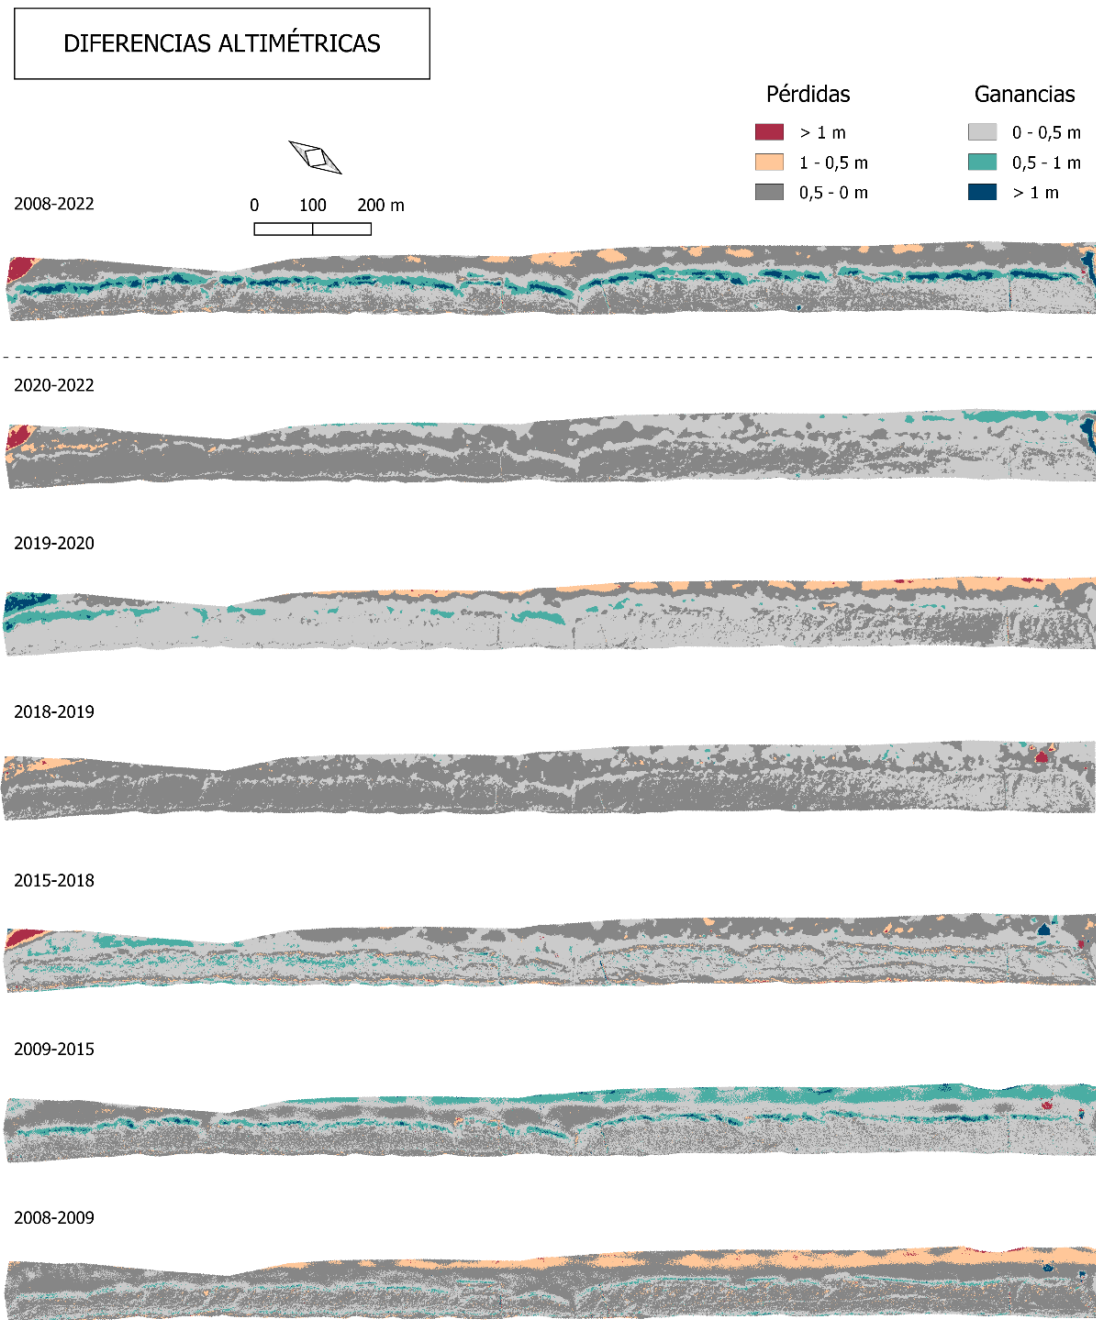 DIFERENCIAS ALTIMÉTRICAS
Pérdidas
Ganancias
> 1 m
0 - 0,5 m
1 - 0,5 m
0,5 - 1 m
0,5 - 0 m
> 1 m
2008-2022
0 100 200 m
2020-2022
2019-2020
2018-2019
2015-2018
2009-2015
2008-2009